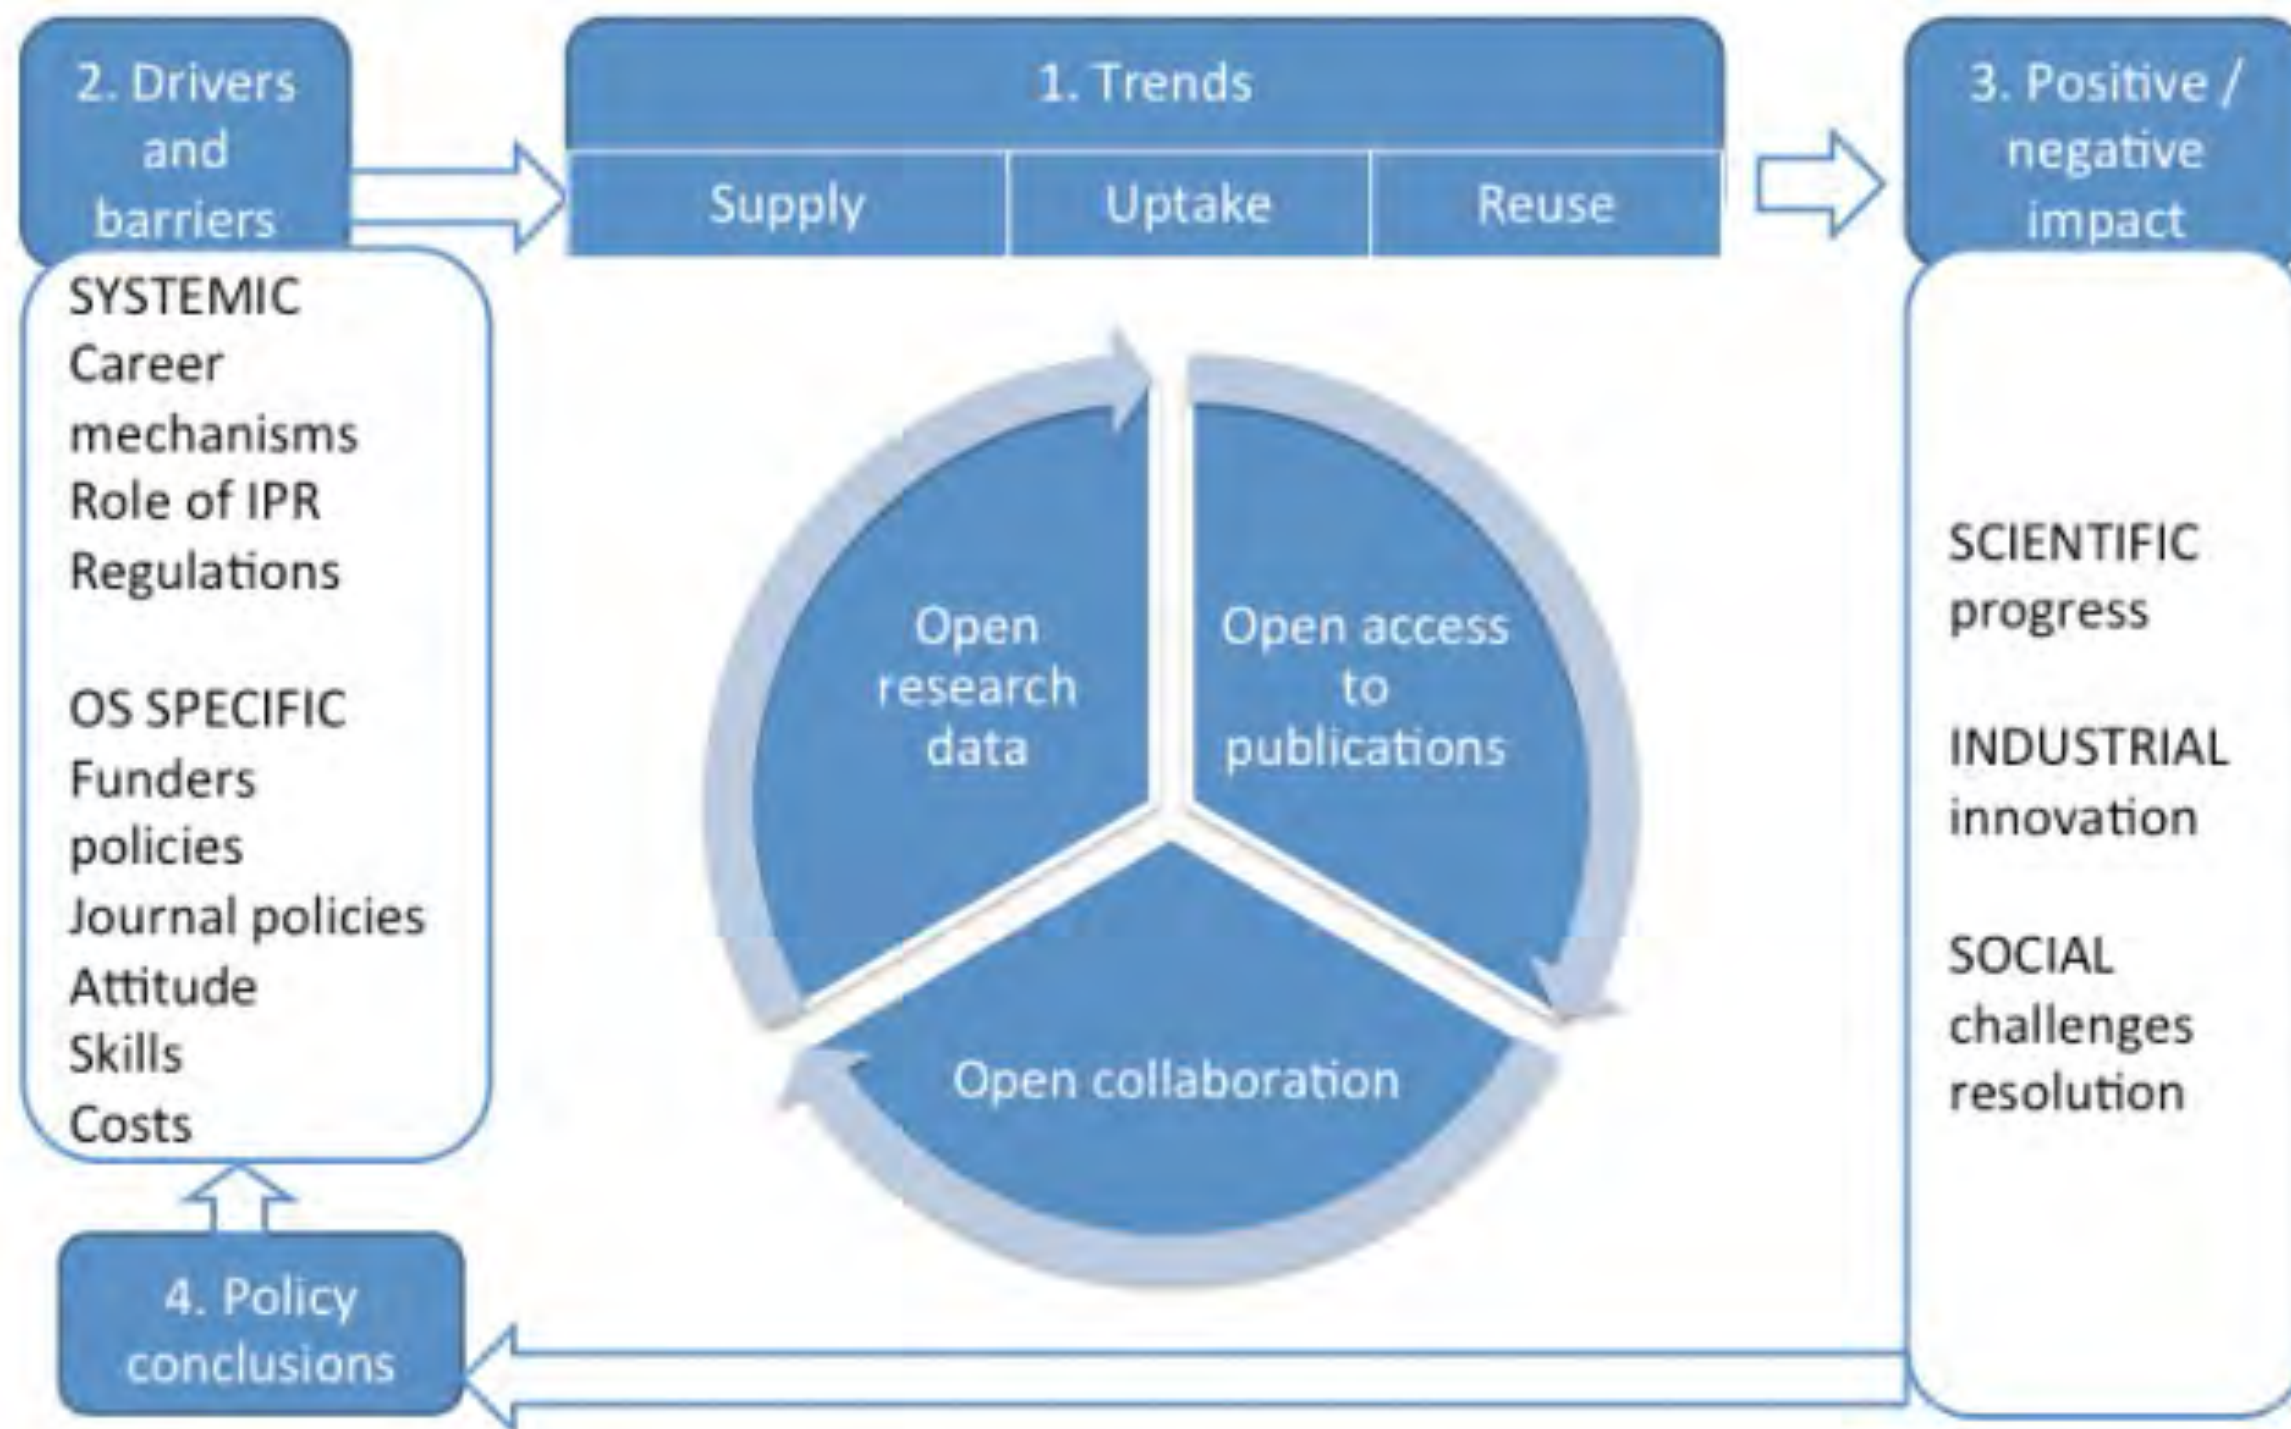 2. Drivers
and
barriers
SYSTEMIC
Career
mechanisms
Role of IPR
Regulations
OS SPECIFIC
Funders
policies
Journal policies
Attitude
Skills
Costs
4. Policy
conclusions
1. Trends
Supply Uptake Reuse
Open
research
data
Open access
to
publications
Open collaboration
3. Positive /
negative
impact
SCIENTIFIC
progress
INDUSTRIAL
innovation
SOCIAL
challenges
resolution